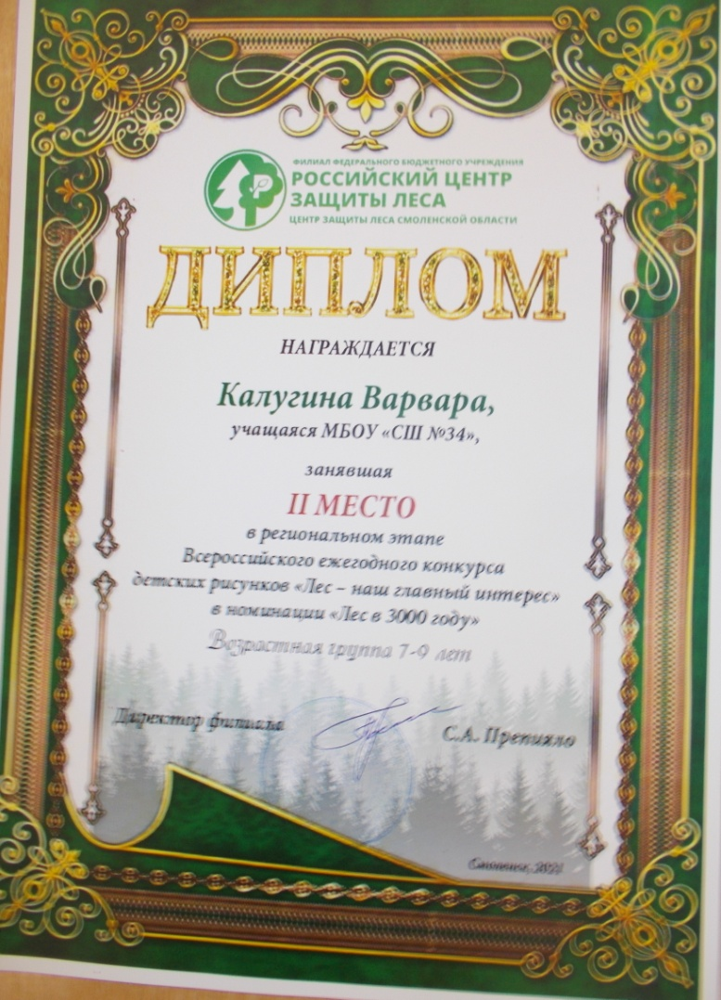 ФИЛИАЛ ФЕДЕРАЛЬНОГО БЮДЖЕТНОГО УЧРЕЖДЕНИЯ
РОССИЙСКИЙ ЦЕНТР
ЗАЩИТЫ ЛЕСА
ЦЕНТР ЗАЩИТЫ ЛЕСА СМОЛЕНСКОЙ ОБЛАСТИ
ДИПЛОМ
НАГРАЖДАЕТСЯ
Калугина Варвара,
учащаяся МБОУ «СШ №34»,
занявшая
II МЕСТО
в региональном этапе
Всероссийского ежегодного конкурса
детских рисунков «Лес – наш главный интерес»
в номинации «Лес в 3000 году»
Возрастная группа 7-9 лет
Директор филиала
С.А. Препияло
Смоленск,